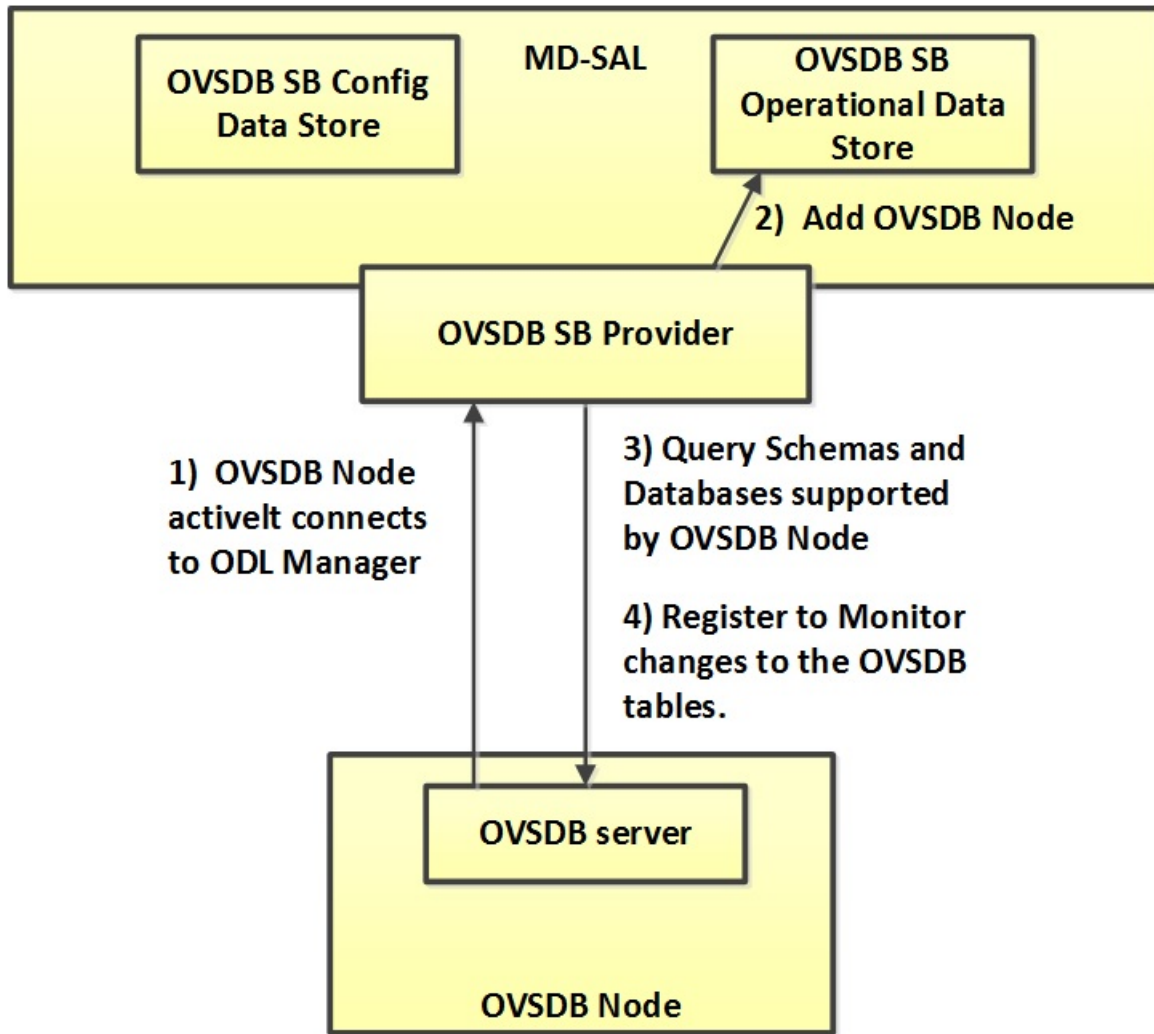 MD-SAL
OVSDB SB Config
Data Store
OVSDB SB
Operational Data
Store
2)  Add OVSDB Node
OVSDB SB Provider
1)  OVSDB Node
activelt connects
to ODL Manager
3) Query Schemas and
Databases supported
by OVSDB Node
4) Register to Monitor
changes to the OVSDB
tables.
OVSDB server
OVSDB Node